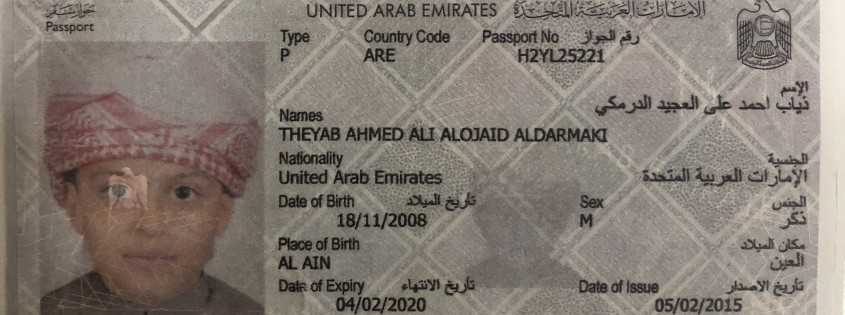 جواز سفر
Passport
UNITED ARAB EMIRATES الإمارات العربية المتحدة
Type Country Code Passport No رقم الجواز
P ARE H2YL25221
الإسم
ذياب احمد على العجيد الدرمكي
Names
THEYAB AHMED ALI ALOJAID ALDARMAKI
Nationality الجنسية
United Arab Emirates الإمارات العربية المتحدة
Date of Birth تأريخ الميلاد Sex الجنس
18/11/2008 M ذكر
Place of Birth مكان الميلاد
AL AIN العين
Date of Expiry تأريخ الانتهاء Date of Issue تأريخ الاصدار
04/02/2020 05/02/2015